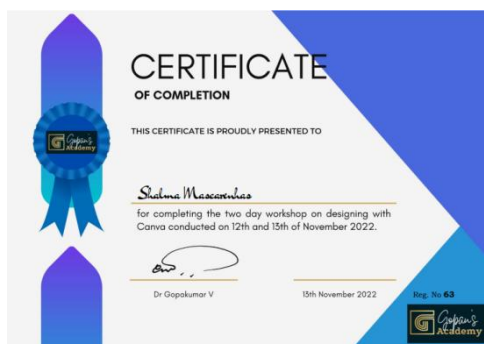 CERTIFICATE
OF COMPLETION
THIS CERTIFICATE IS PROUDLY PRESENTED TO
Gopan's
Academy
Shalma Mascarenhas
for completing the two day workshop on designing with
Canva conducted on 12th and 13th of November 2022.
Dr Gopakumar V
13th November 2022
Reg. No 63
Gopan's
Academy